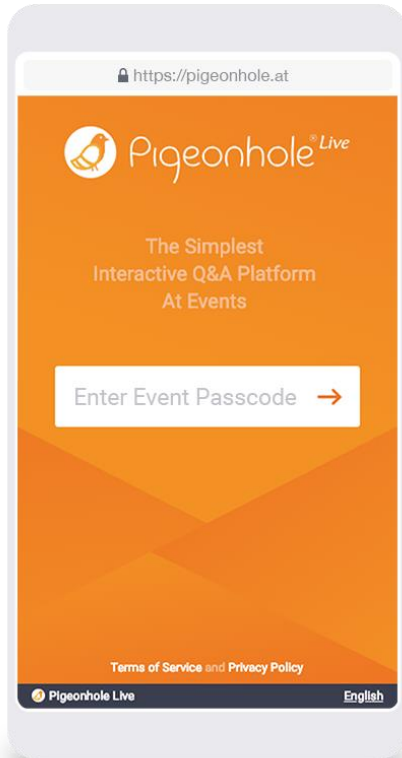 https://pigeonhole.at
Pigeonhole® Live
The Simplest
Interactive Q&A Platform
At Events
Enter Event Passcode →
Terms of Service and Privacy Policy
Pigeonhole Live English